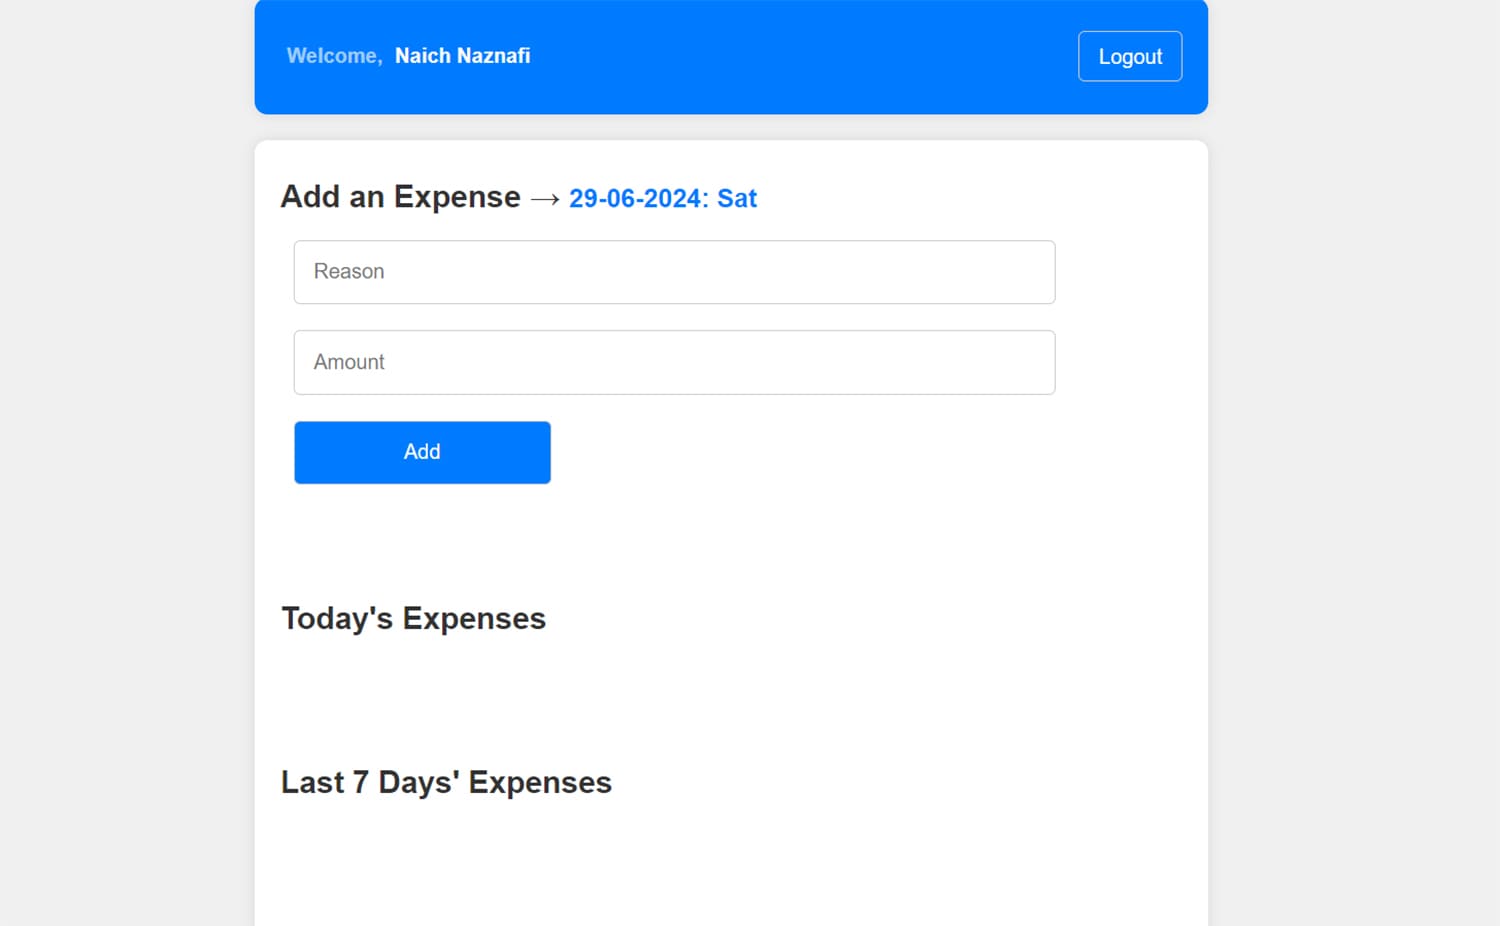 Welcome, Naich Naznafi
Logout
Add an Expense → 29-06-2024: Sat
Reason
Amount
Add
Today's Expenses
Last 7 Days' Expenses